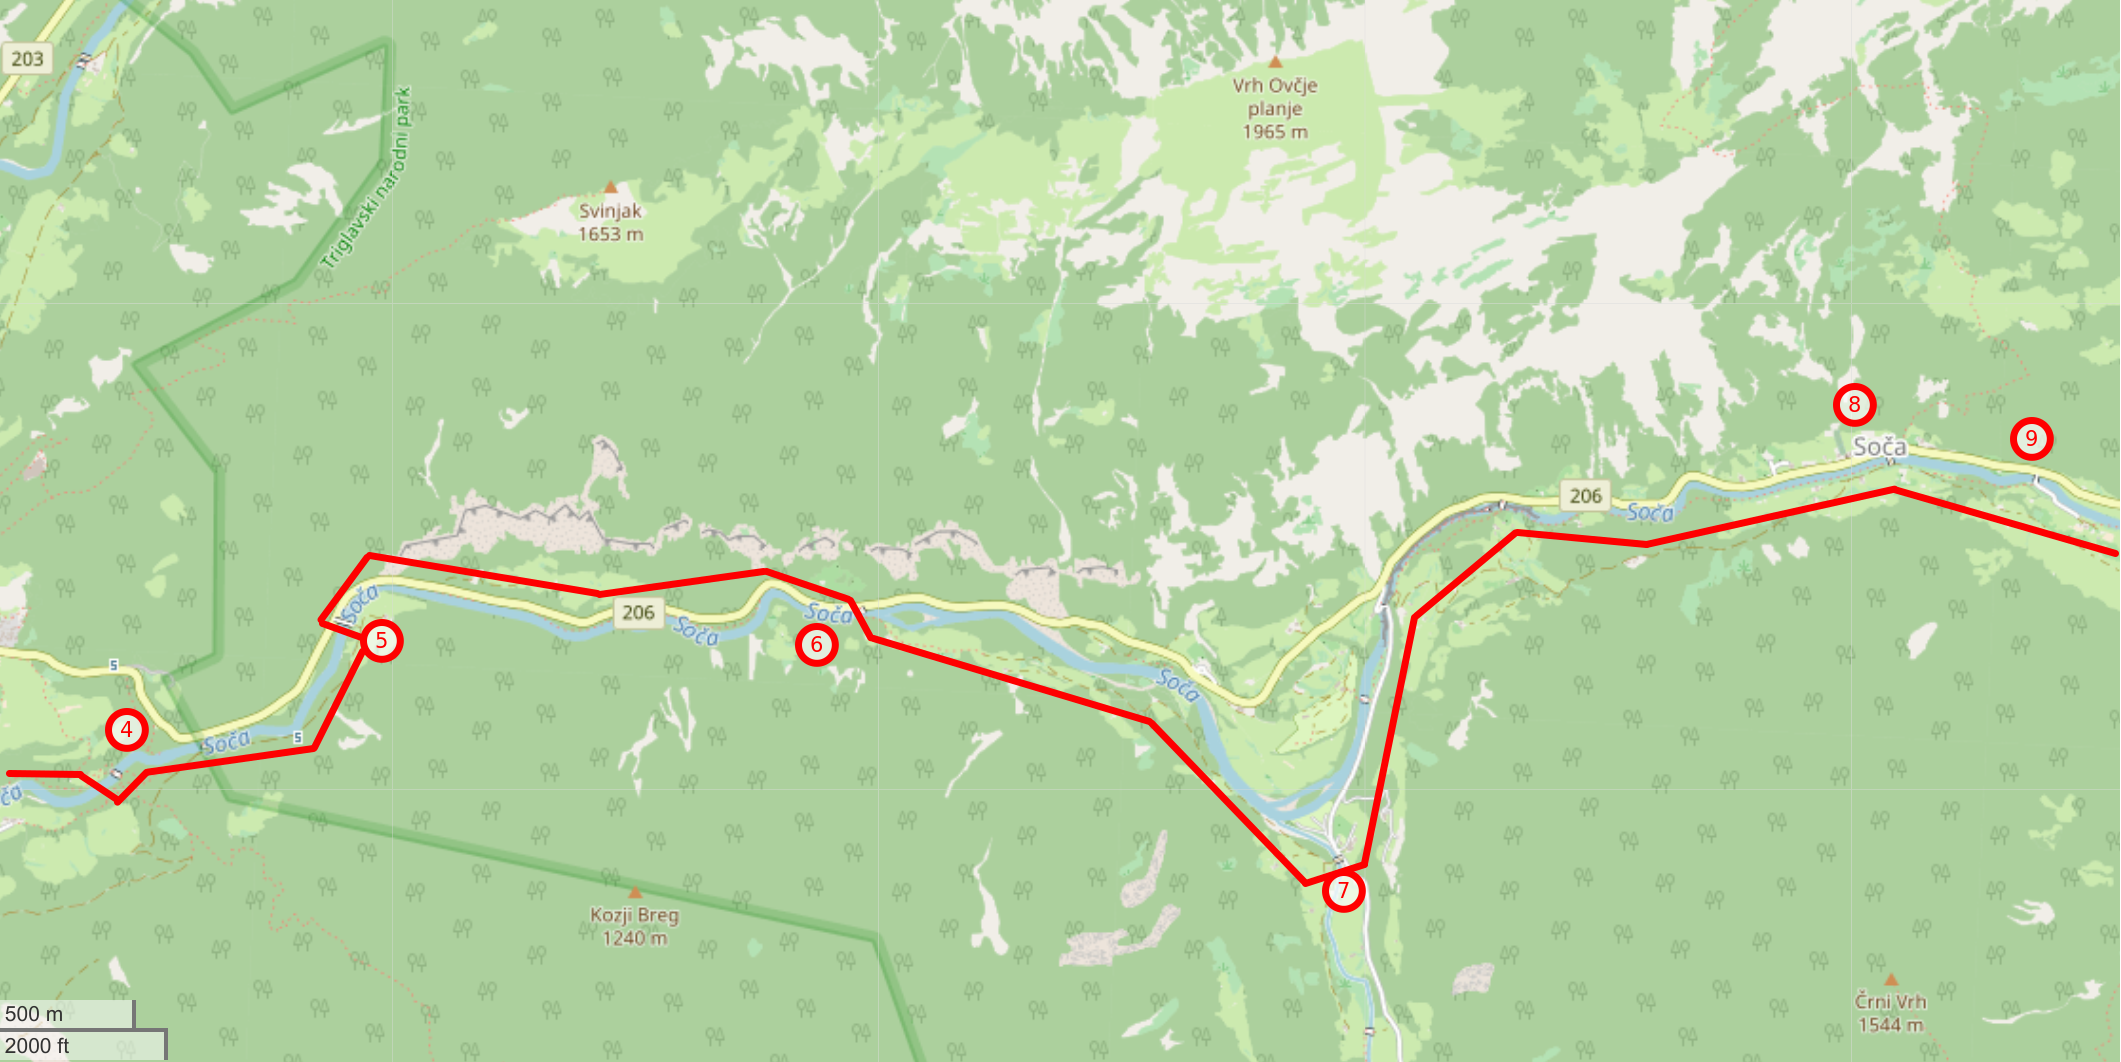 203
Vrh Ovčje
planje
1965 m
Triglavski narodni park
Svinjak
1653 m
8
9
Soča
206
Soča
Soča
206
Soča
Soča
5
6
5
Soča
4
Soča
5
ča
7
Kozji Breg
1240 m
Črni Vrh
1544 m
500 m
2000 ft